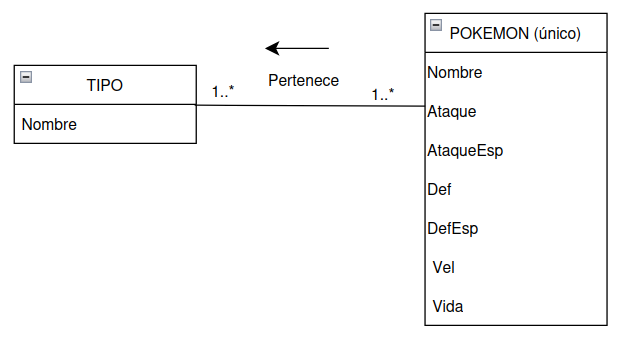 TIPO
Nombre
1..*
Pertenece
1..*
POKEMON (único)
Nombre
Ataque
AtaqueEsp
Def
DefEsp
Vel
Vida